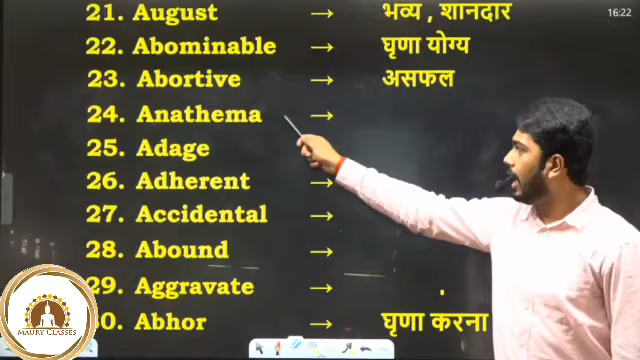 16:22
21. August → भव्य , शानदार
22. Abominable → घृणा योग्य
23. Abortive → असफल
24. Anathema →
25. Adage
26. Adherent →
27. Accidental →
28. Abound →
29. Aggravate →
30. Abhor → घृणा करना
MAURY CLASSES